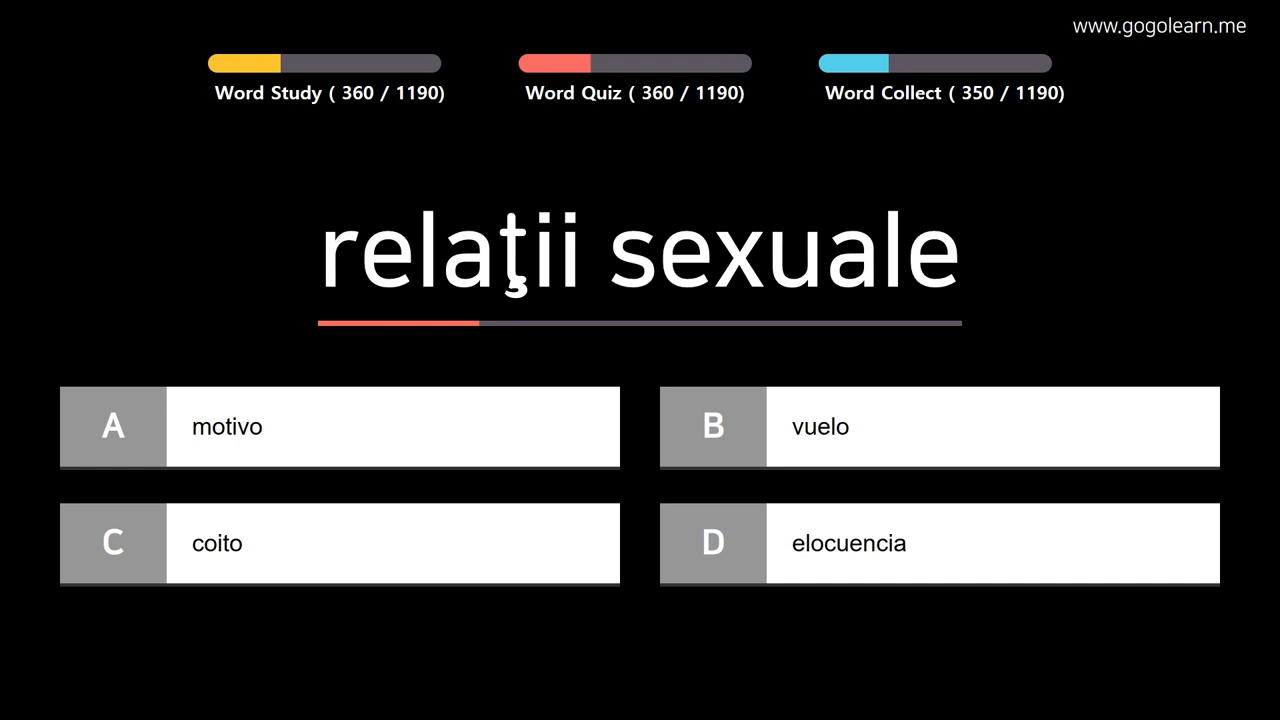 www.gogolearn.me
Word Study ( 360 / 1190)
Word Quiz ( 360 / 1190)
Word Collect ( 350 / 1190)
relaţii sexuale
A motivo
B vuelo
C coito
D elocuencia